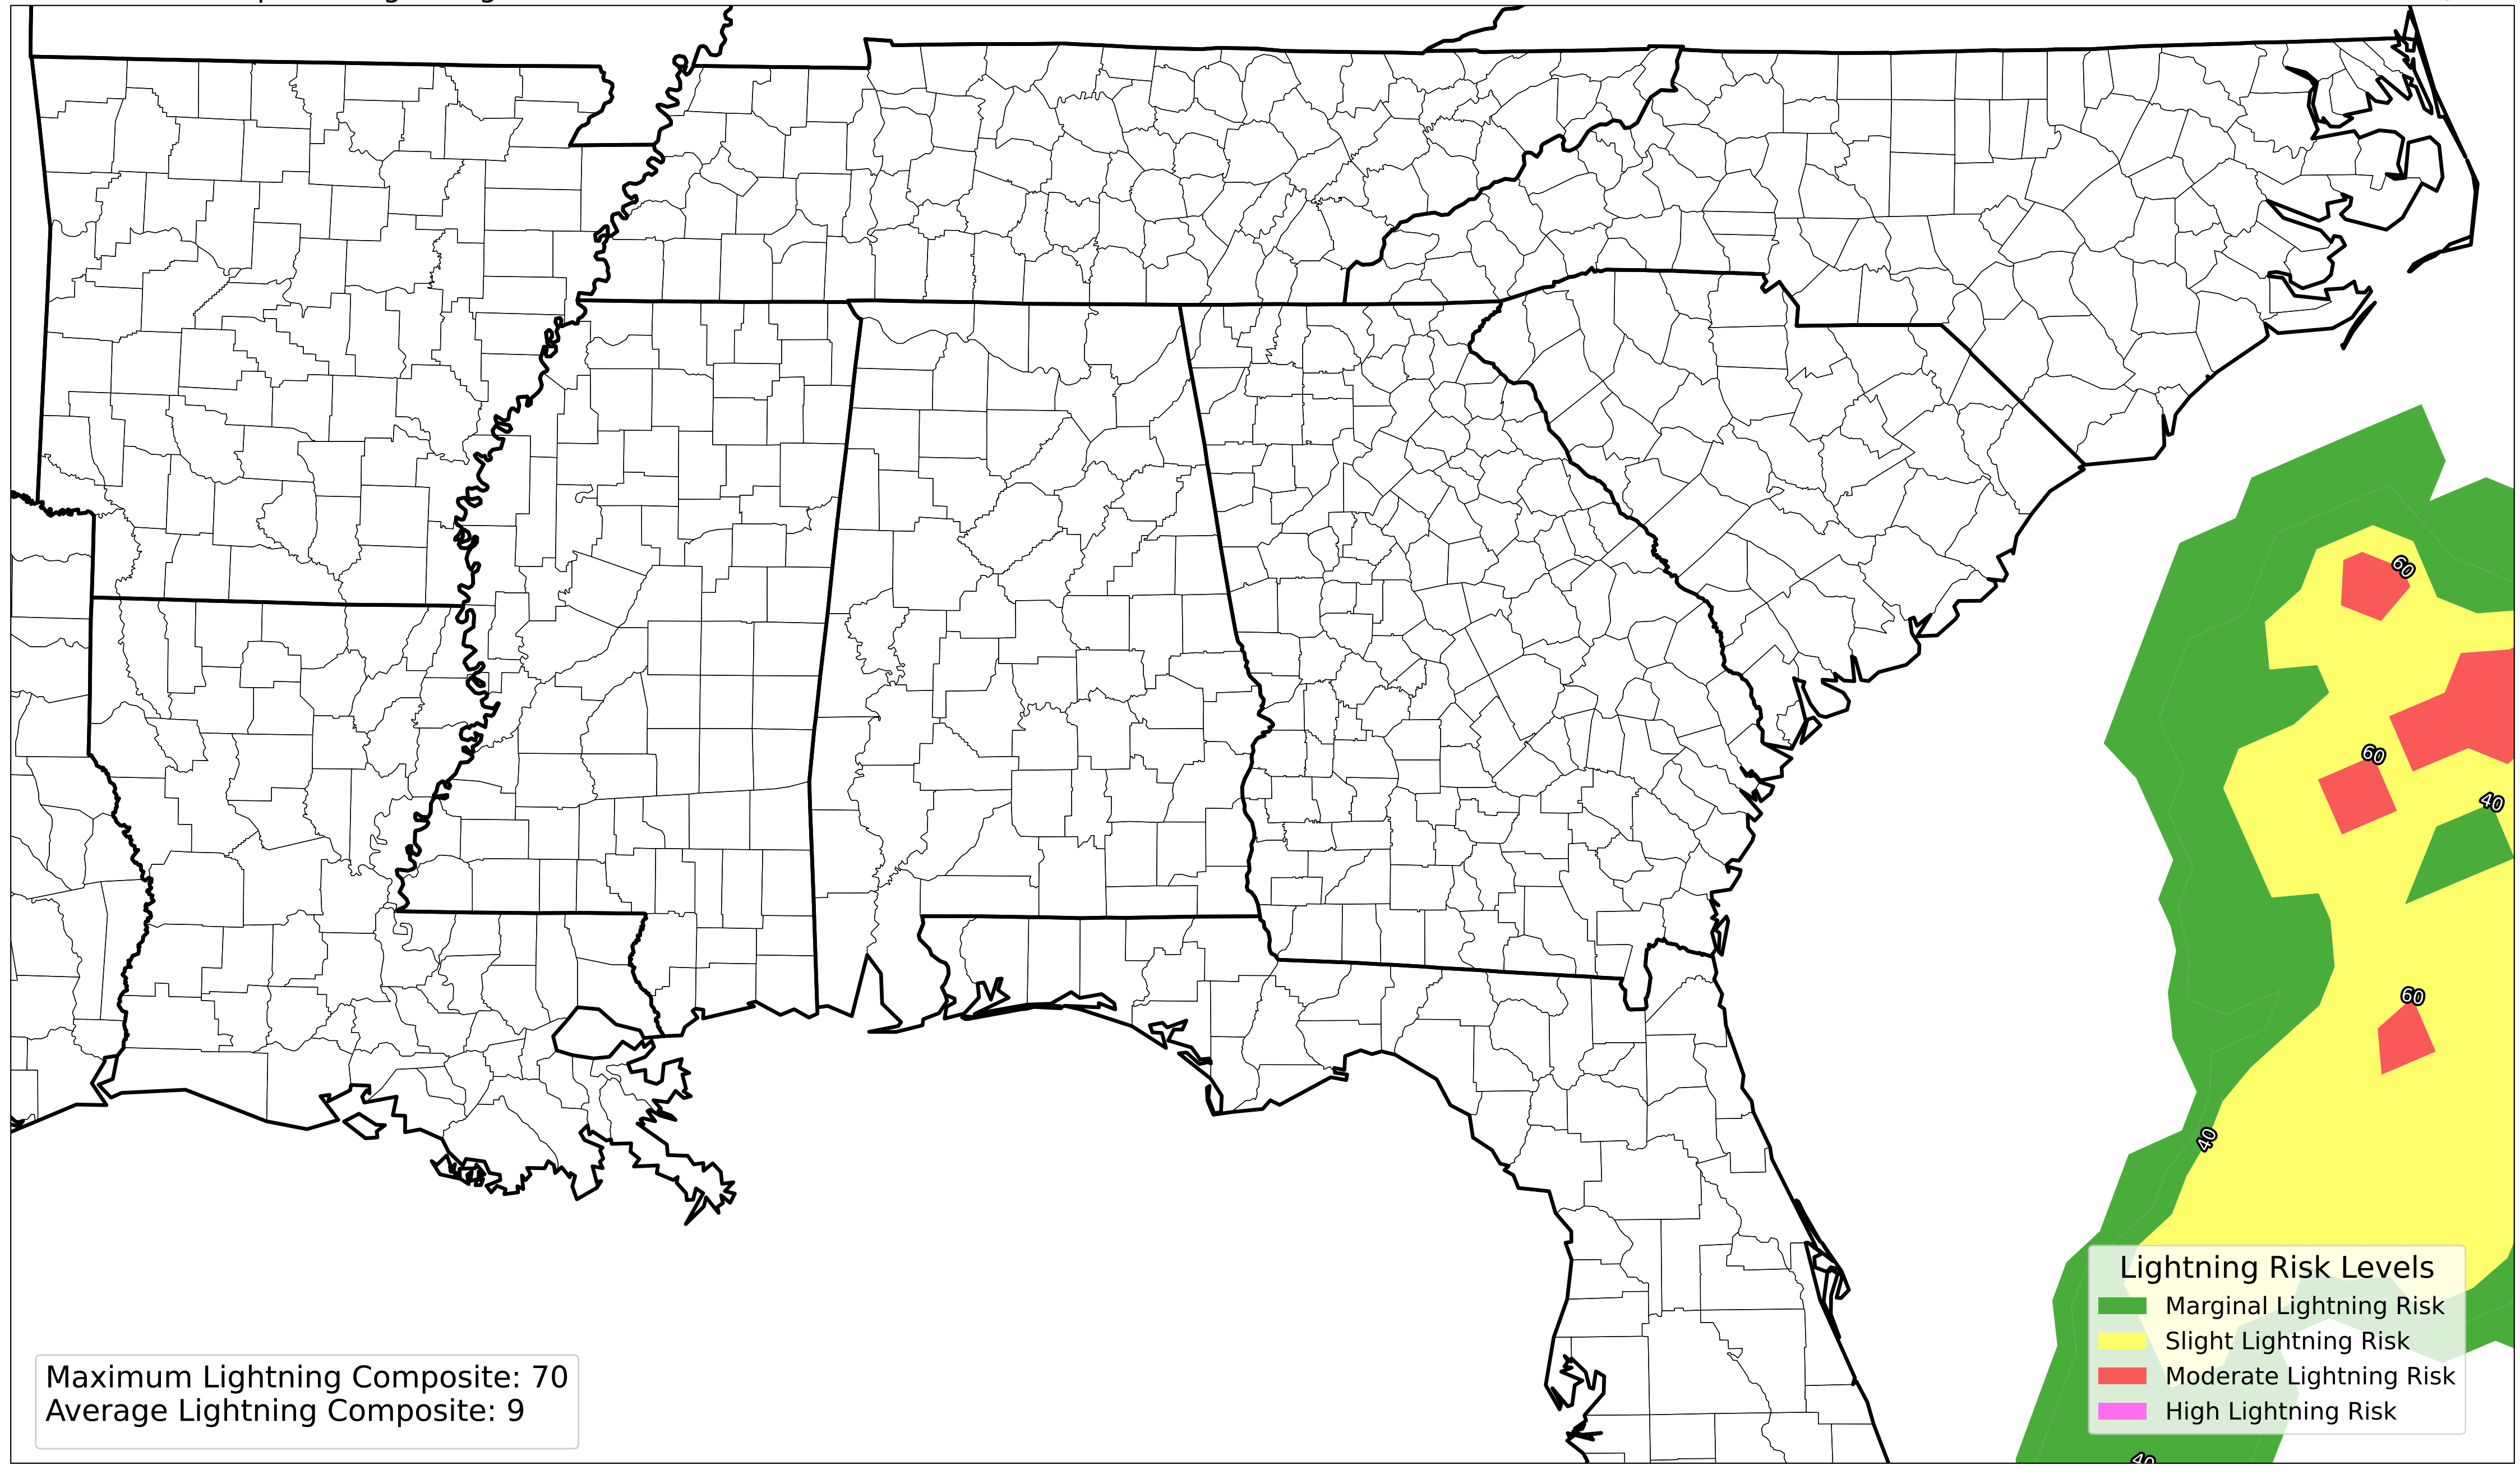 60
60
40
60
40
Lightning Risk Levels
Marginal Lightning Risk
Slight Lightning Risk
Moderate Lightning Risk
High Lightning Risk
Maximum Lightning Composite: 70
Average Lightning Composite: 9
40